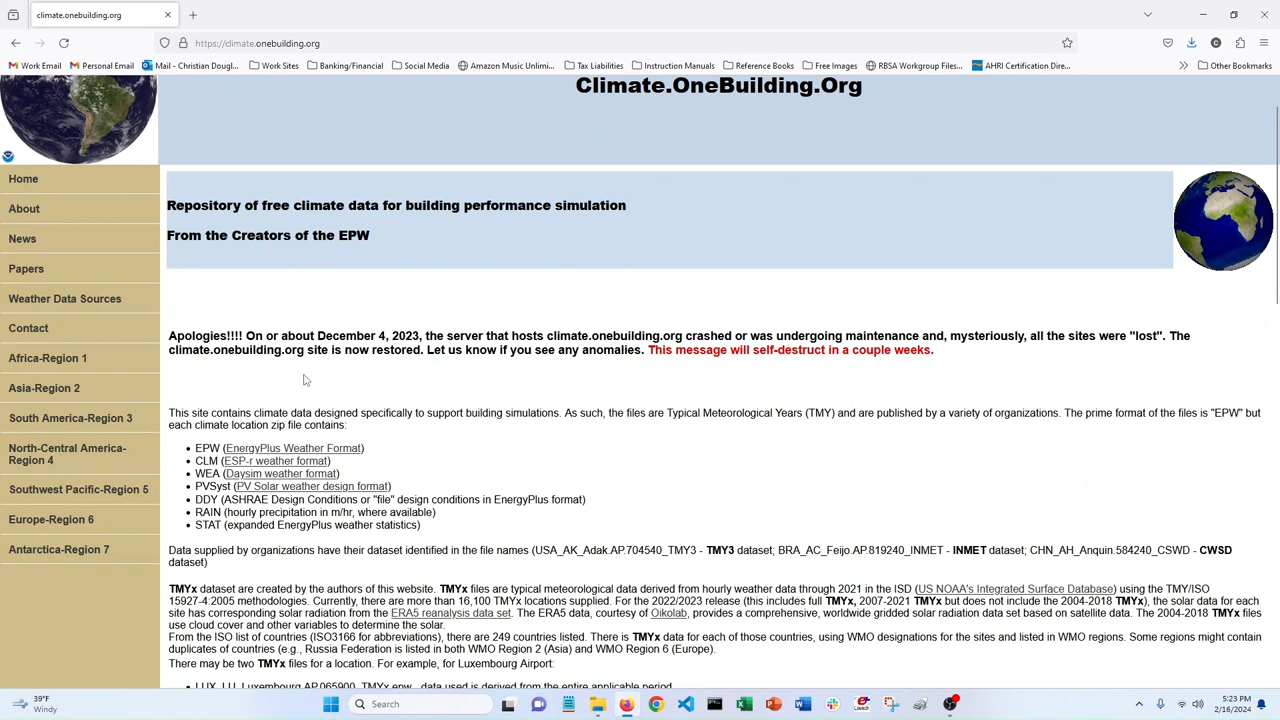 climate.onebuilding.org
https://climate.onebuilding.org
Work Email
Personal Email
Mail - Christian Dougl...
Work Sites
Banking/Financial
Social Media
Amazon Music Unlimi...
Tax Liabilities
Instruction Manuals
Reference Books
Free Images
RBSA Workgroup Files...
AHRI Certification Dire...
Other Bookmarks
Climate.OneBuilding.Org
Home
About
News
Papers
Weather Data Sources
Contact
Africa-Region 1
Asia-Region 2
South America-Region 3
North-Central America-
Region 4
Southwest Pacific-Region 5
Europe-Region 6
Antarctica-Region 7
Repository of free climate data for building performance simulation
From the Creators of the EPW
Apologies!!!! On or about December 4, 2023, the server that hosts climate.onebuilding.org crashed or was undergoing maintenance and, mysteriously, all the sites were "lost". The
climate.onebuilding.org site is now restored. Let us know if you see any anomalies. This message will self-destruct in a couple weeks.
This site contains climate data designed specifically to support building simulations. As such, the files are Typical Meteorological Years (TMY) and are published by a variety of organizations. The prime format of the files is "EPW" but
each climate location zip file contains:
• EPW (EnergyPlus Weather Format)
• CLM (ESP-r weather format)
• WEA (Daysim weather format)
• PVSyst (PV Solar weather design format)
• DDY (ASHRAE Design Conditions or "file" design conditions in EnergyPlus format)
• RAIN (hourly precipitation in m/hr, where available)
• STAT (expanded EnergyPlus weather statistics)
Data supplied by organizations have their dataset identified in the file names (USA_AK_Adak.AP.704540_TMY3 - TMY3 dataset; BRA_AC_Feijo.AP.819240_INMET - INMET dataset; CHN_AH_Anquin.584240_CSWD - CWSD
dataset)
TMYx dataset are created by the authors of this website. TMYx files are typical meteorological data derived from hourly weather data through 2021 in the ISD (US NOAA's Integrated Surface Database) using the TMY/ISO
15927-4:2005 methodologies. Currently, there are more than 16,100 TMYx locations supplied. For the 2022/2023 release (this includes full TMYx, 2007-2021 TMYx but does not include the 2004-2018 TMYx), the solar data for each
site has corresponding solar radiation from the ERA5 reanalysis data set. The ERA5 data, courtesy of Oikolab, provides a comprehensive, worldwide gridded solar radiation data set based on satellite data. The 2004-2018 TMYx files
use cloud cover and other variables to determine the solar.
From the ISO list of countries (ISO3166 for abbreviations), there are 249 countries listed. There is TMYx data for each of those countries, using WMO designations for the sites and listed in WMO regions. Some regions might contain
duplicates of countries (e.g., Russia Federation is listed in both WMO Region 2 (Asia) and WMO Region 6 (Europe).
There may be two TMYx files for a location. For example, for Luxembourg Airport:
• LUX_LU_Luxembourg.AP.065900_TMYx.epw - data used is derived from the entire applicable period
39°F
Windy
Search
5:23 PM
2/16/2024